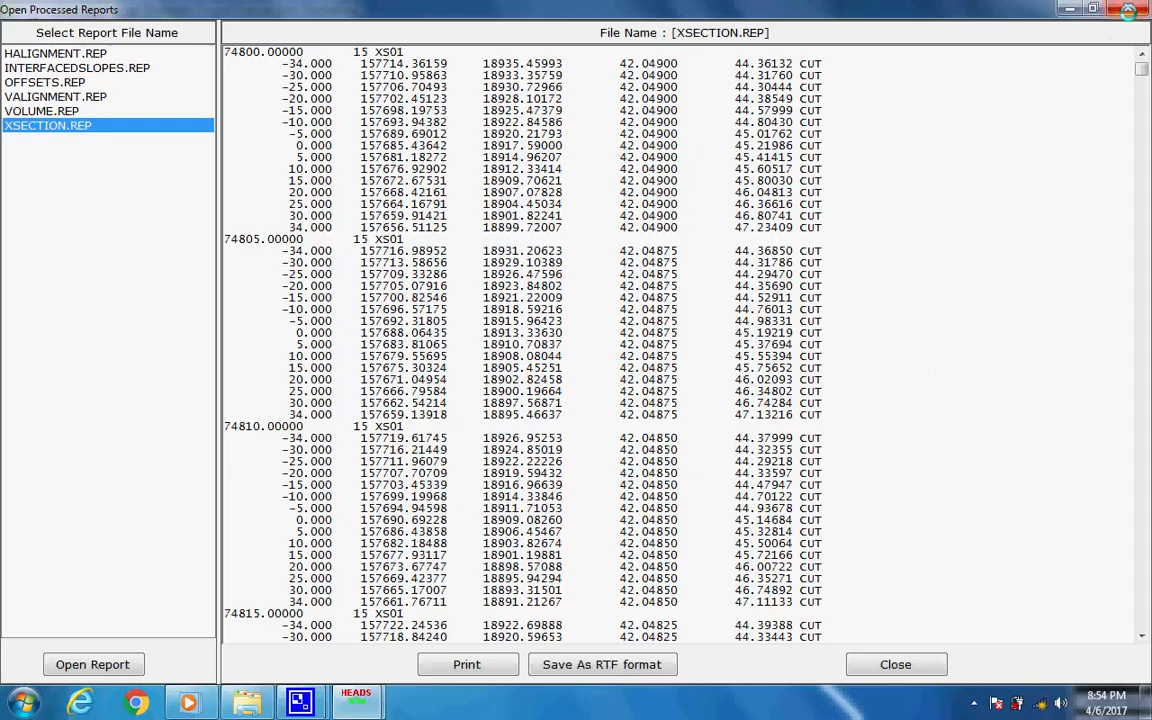 Open Processed Reports
Select Report File Name
File Name : [XSECTION.REP]
HALIGNMENT.REP
INTERFACEDSLOPES.REP
OFFSETS.REP
VALIGNMENT.REP
VOLUME.REP
XSECTION.REP
74800.00000 15 XS01
-34.000 157714.36159 18935.45993 42.04900 44.36132 CUT
-30.000 157710.95863 18933.35759 42.04900 44.31760 CUT
-25.000 157706.70493 18930.72966 42.04900 44.30444 CUT
-20.000 157702.45123 18928.10172 42.04900 44.38549 CUT
-15.000 157698.19753 18925.47379 42.04900 44.57999 CUT
-10.000 157693.94382 18922.84586 42.04900 44.80430 CUT
-5.000 157689.69012 18920.21793 42.04900 45.01762 CUT
0.000 157685.43642 18917.59000 42.04900 45.21986 CUT
5.000 157681.18272 18914.96207 42.04900 45.41415 CUT
10.000 157676.92902 18912.33414 42.04900 45.60517 CUT
15.000 157672.67531 18909.70621 42.04900 45.80030 CUT
20.000 157668.42161 18907.07828 42.04900 46.04813 CUT
25.000 157664.16791 18904.45034 42.04900 46.36616 CUT
30.000 157659.91421 18901.82241 42.04900 46.80741 CUT
34.000 157656.51125 18899.72007 42.04900 47.23409 CUT
74805.00000 15 XS01
-34.000 157716.98952 18931.20623 42.04875 44.36850 CUT
-30.000 157713.58656 18929.10389 42.04875 44.31786 CUT
-25.000 157709.33286 18926.47596 42.04875 44.29470 CUT
-20.000 157705.07916 18923.84802 42.04875 44.35690 CUT
-15.000 157700.82546 18921.22009 42.04875 44.52911 CUT
-10.000 157696.57175 18918.59216 42.04875 44.76013 CUT
-5.000 157692.31805 18915.96423 42.04875 44.98331 CUT
0.000 157688.06435 18913.33630 42.04875 45.19219 CUT
5.000 157683.81065 18910.70837 42.04875 45.37694 CUT
10.000 157679.55695 18908.08044 42.04875 45.55394 CUT
15.000 157675.30324 18905.45251 42.04875 45.75652 CUT
20.000 157671.04954 18902.82458 42.04875 46.02093 CUT
25.000 157666.79584 18900.19664 42.04875 46.34802 CUT
30.000 157662.54214 18897.56871 42.04875 46.74284 CUT
34.000 157659.13918 18895.46637 42.04875 47.13216 CUT
74810.00000 15 XS01
-34.000 157719.61745 18926.95253 42.04850 44.37999 CUT
-30.000 157716.21449 18924.85019 42.04850 44.32355 CUT
-25.000 157711.96079 18922.22226 42.04850 44.29218 CUT
-20.000 157707.70709 18919.59432 42.04850 44.33597 CUT
-15.000 157703.45339 18916.96639 42.04850 44.47947 CUT
-10.000 157699.19968 18914.33846 42.04850 44.70122 CUT
-5.000 157694.94598 18911.71053 42.04850 44.93678 CUT
0.000 157690.69228 18909.08260 42.04850 45.14684 CUT
5.000 157686.43858 18906.45467 42.04850 45.32814 CUT
10.000 157682.18488 18903.82674 42.04850 45.50064 CUT
15.000 157677.93117 18901.19881 42.04850 45.72166 CUT
20.000 157673.67747 18898.57088 42.04850 46.00722 CUT
25.000 157669.42377 18895.94294 42.04850 46.35271 CUT
30.000 157665.17007 18893.31501 42.04850 46.74892 CUT
34.000 157661.76711 18891.21267 42.04850 47.11133 CUT
74815.00000 15 XS01
-34.000 157722.24536 18922.69888 42.04825 44.39388 CUT
-30.000 157718.84240 18920.59653 42.04825 44.33443 CUT
Open Report
Print
Save As RTF format
Close
HEADS
8:54 PM
4/6/2017